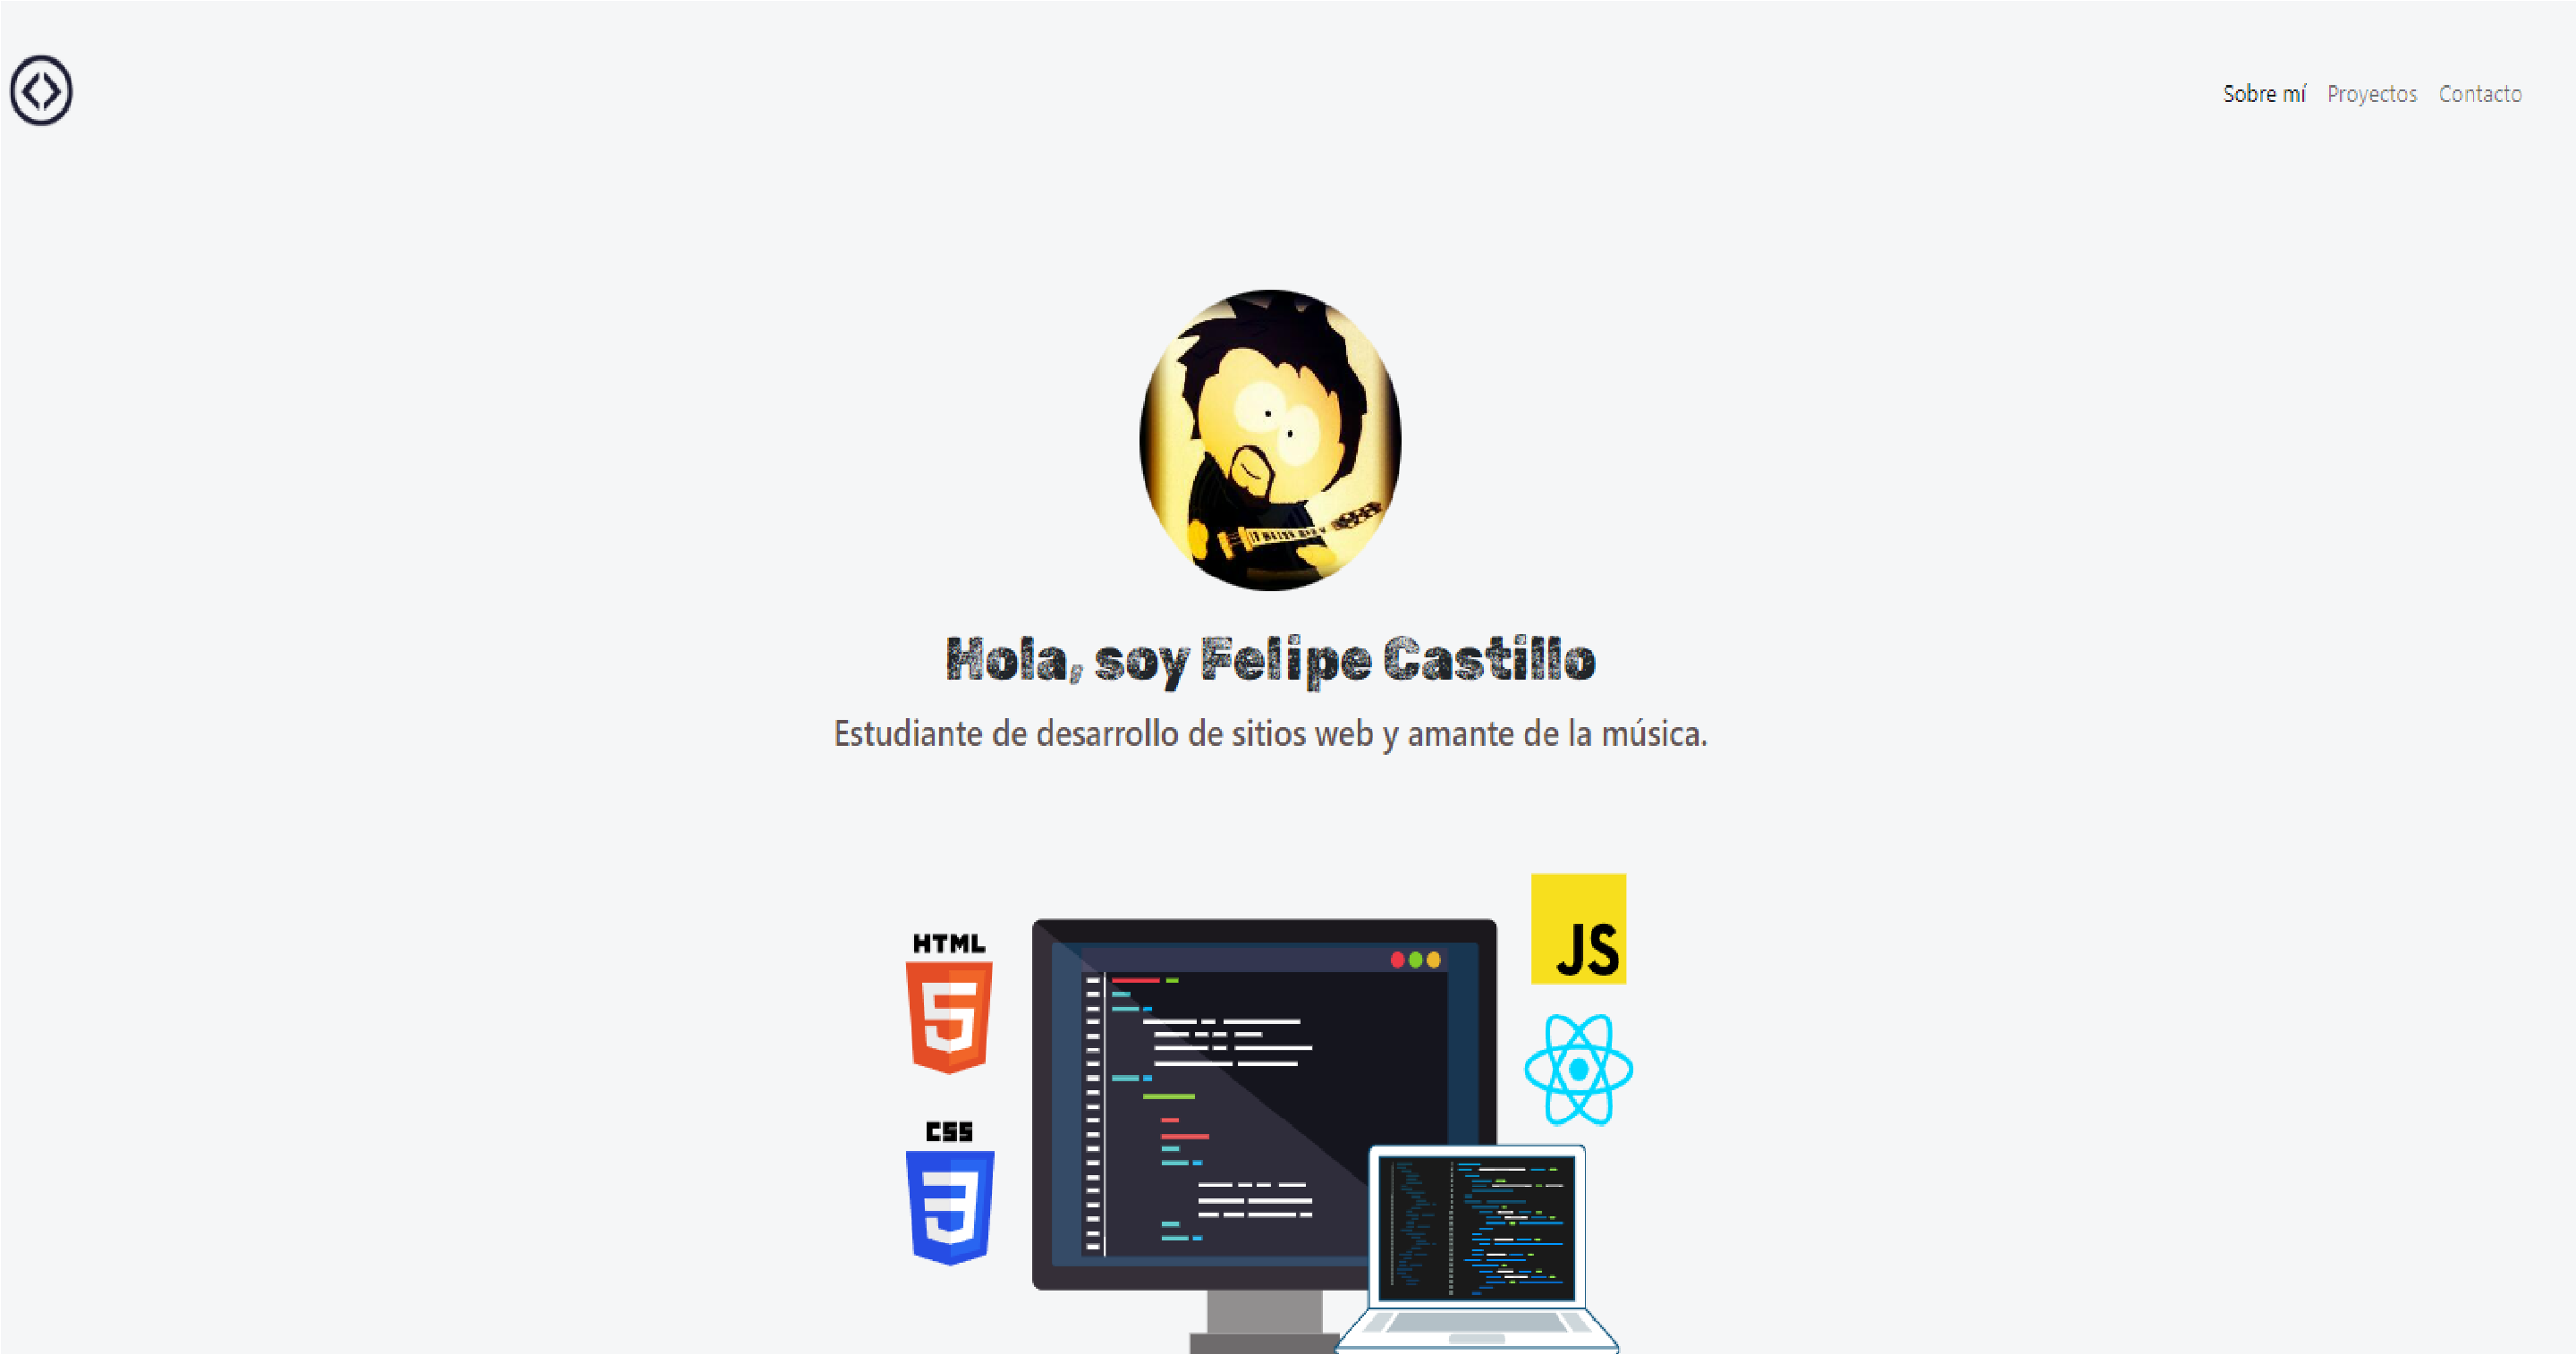 Sobre mí Proyectos Contacto
Hola, soy Felipe Castillo
Estudiante de desarrollo de sitios web y amante de la música.
JS
HTML
5
CSS
3